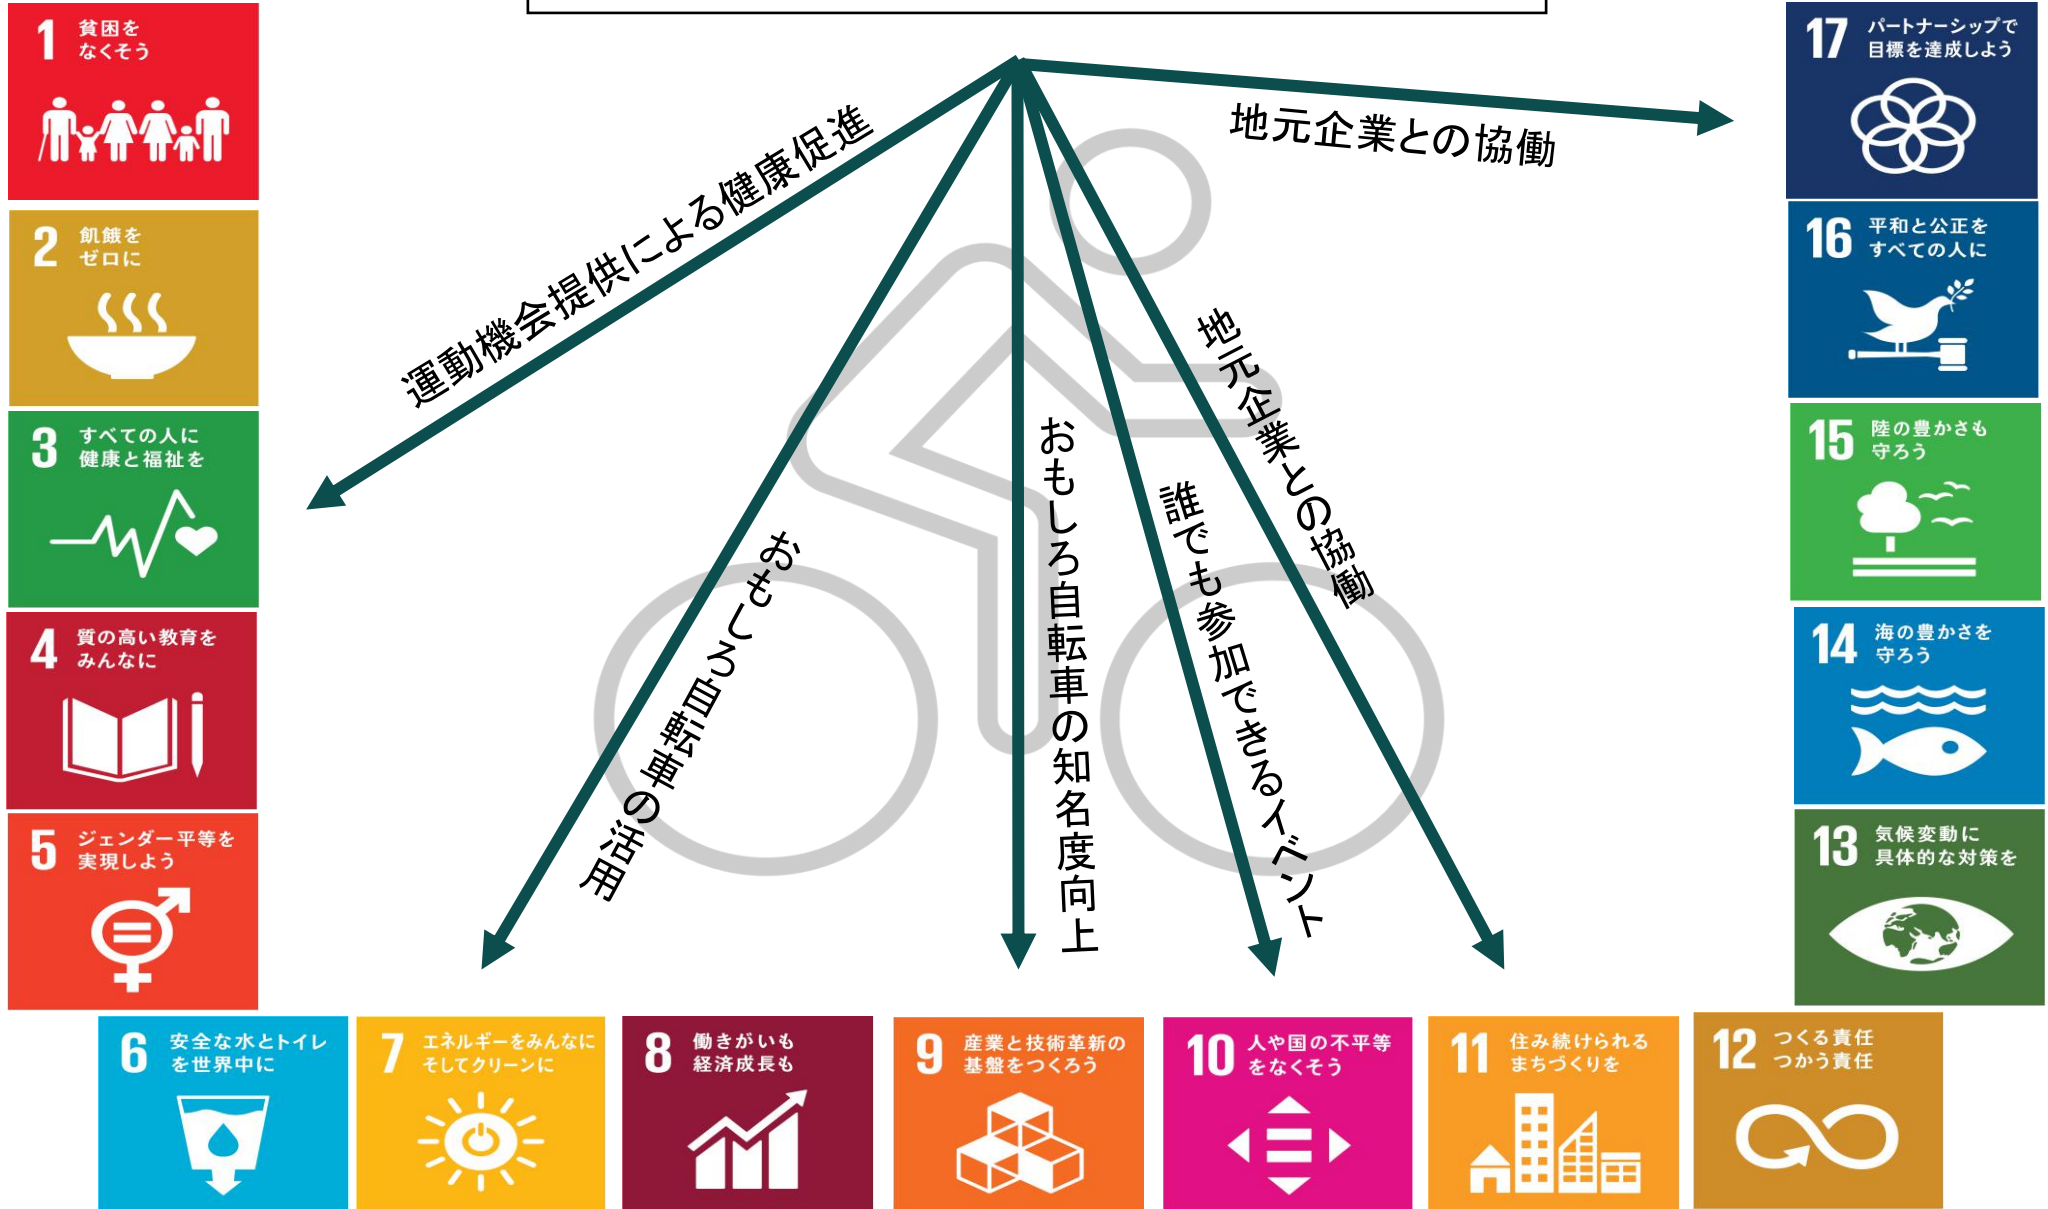 1 貧困を
なくそう
2 飢餓を
ゼロに
3 すべての人に
健康と福祉を
4 質の高い教育を
みんなに
5 ジェンダー平等を
実現しよう
運動機会提供による健康促進
おもしろ自転車の活用
おもしろ自転車の知名度向上
誰でも参加できるイベント
地元企業との協働
地元企業との協働
17 パートナーシップで
目標を達成しよう
16 平和と公正を
すべての人に
15 陸の豊かさも
守ろう
14 海の豊かさを
守ろう
13 気候変動に
具体的な対策を
6 安全な水とトイレ
を世界中に
7 エネルギーをみんなに
そしてクリーンに
8 働きがいも
経済成長も
9 産業と技術革新の
基盤をつくろう
10 人や国の不平等
をなくそう
11 住み続けられる
まちづくりを
12 つくる責任
つかう責任